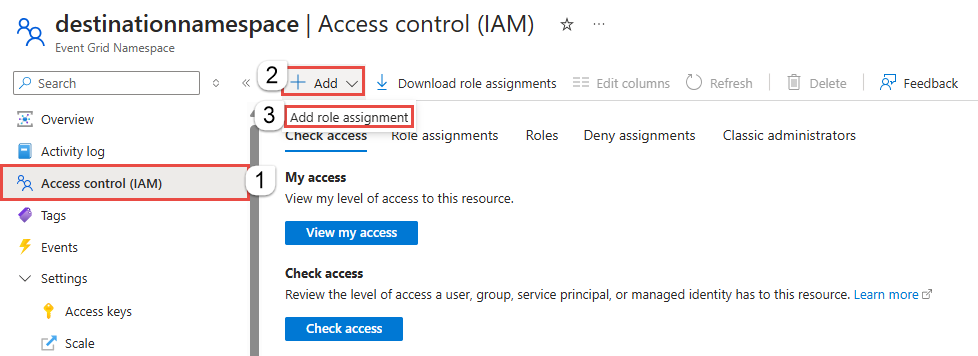 destinationnamespace | Access control (IAM)
Event Grid Namespace
Search
2
Add
Download role assignments
Edit columns
Refresh
Delete
Feedback
3
Add role assignment
Overview
Activity log
Access control (IAM)
1
Tags
Events
Settings
Access keys
Scale
Check access
Role assignments
Roles
Deny assignments
Classic administrators
My access
View my level of access to this resource.
View my access
Check access
Review the level of access a user, group, service principal, or managed identity has to this resource. Learn more
Check access